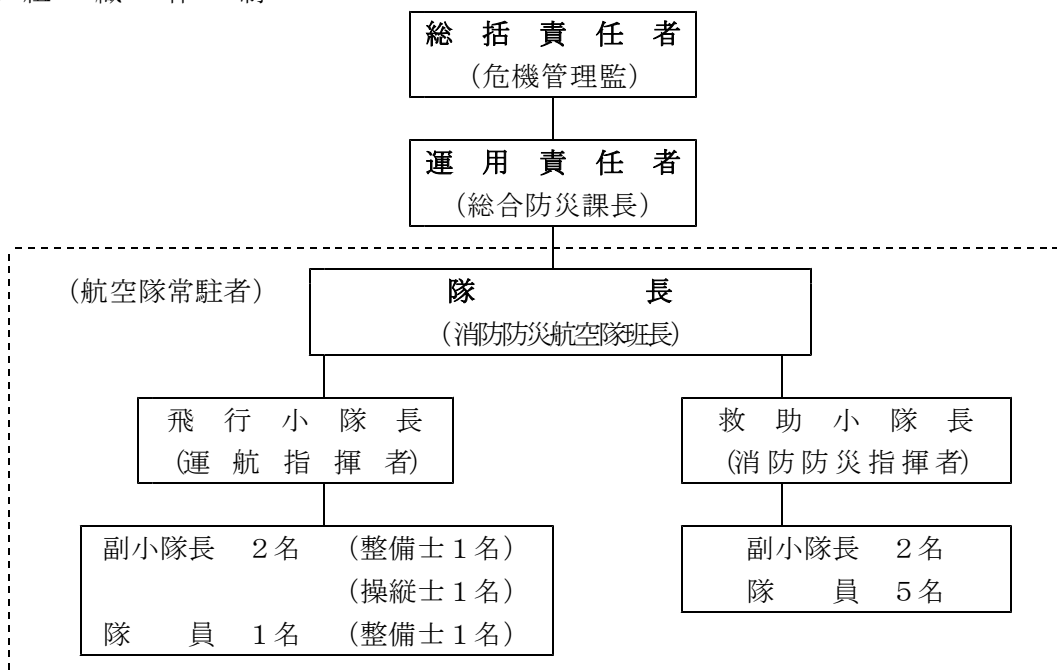 総括責任者
(危機管理監)
運用責任者
(総合防災課長)
(航空隊常駐者)
隊長
(消防防災航空隊班長)
飛行小隊長
(運航指揮者)
救助小隊長
(消防防災指揮者)
副小隊長 2名 (整備士1名)
(操縦士1名)
隊員 1名 (整備士1名)
副小隊長 2名
隊員 5名